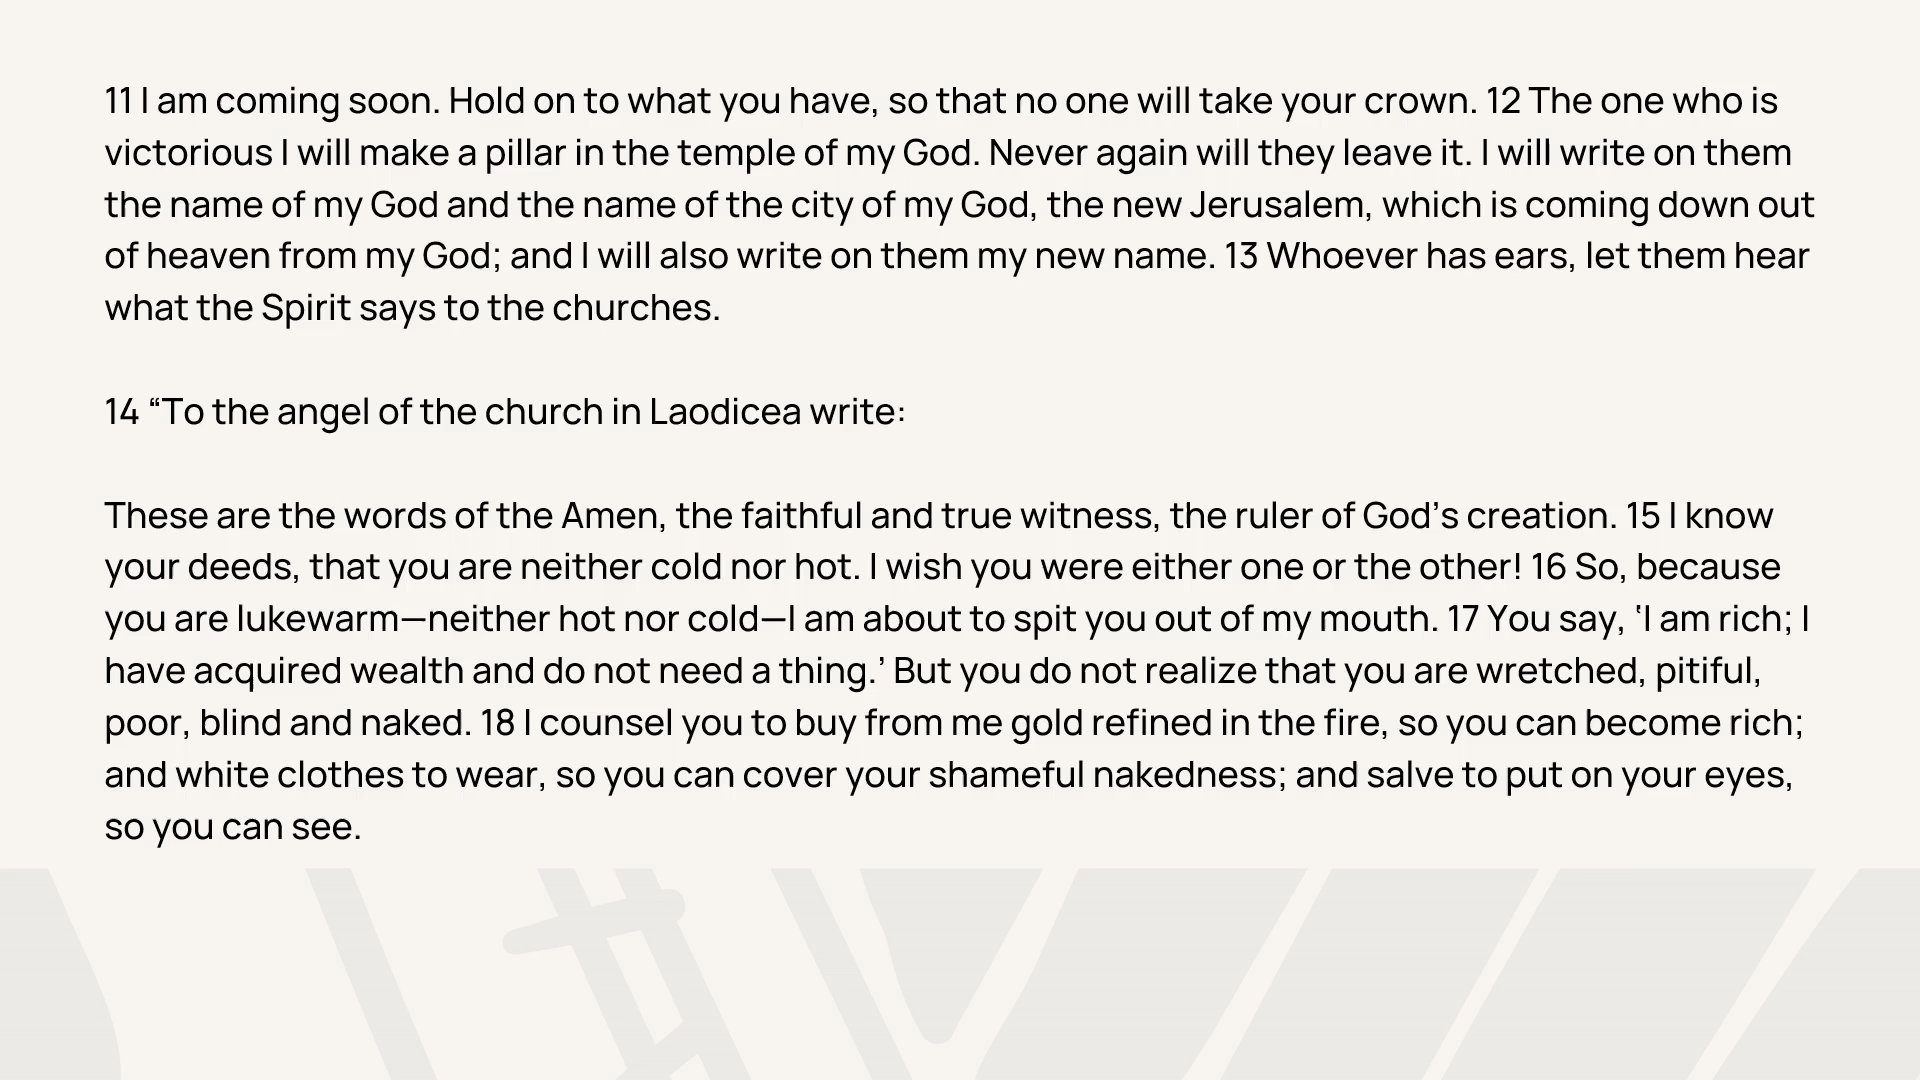 11 I am coming soon. Hold on to what you have, so that no one will take your crown. 12 The one who is
victorious I will make a pillar in the temple of my God. Never again will they leave it. I will write on them
the name of my God and the name of the city of my God, the new Jerusalem, which is coming down out
of heaven from my God; and I will also write on them my new name. 13 Whoever has ears, let them hear
what the Spirit says to the churches.
14 “To the angel of the church in Laodicea write:
These are the words of the Amen, the faithful and true witness, the ruler of God’s creation. 15 I know
your deeds, that you are neither cold nor hot. I wish you were either one or the other! 16 So, because
you are lukewarm—neither hot nor cold—I am about to spit you out of my mouth. 17 You say, ‘I am rich; I
have acquired wealth and do not need a thing.’ But you do not realize that you are wretched, pitiful,
poor, blind and naked. 18 I counsel you to buy from me gold refined in the fire, so you can become rich;
and white clothes to wear, so you can cover your shameful nakedness; and salve to put on your eyes,
so you can see.